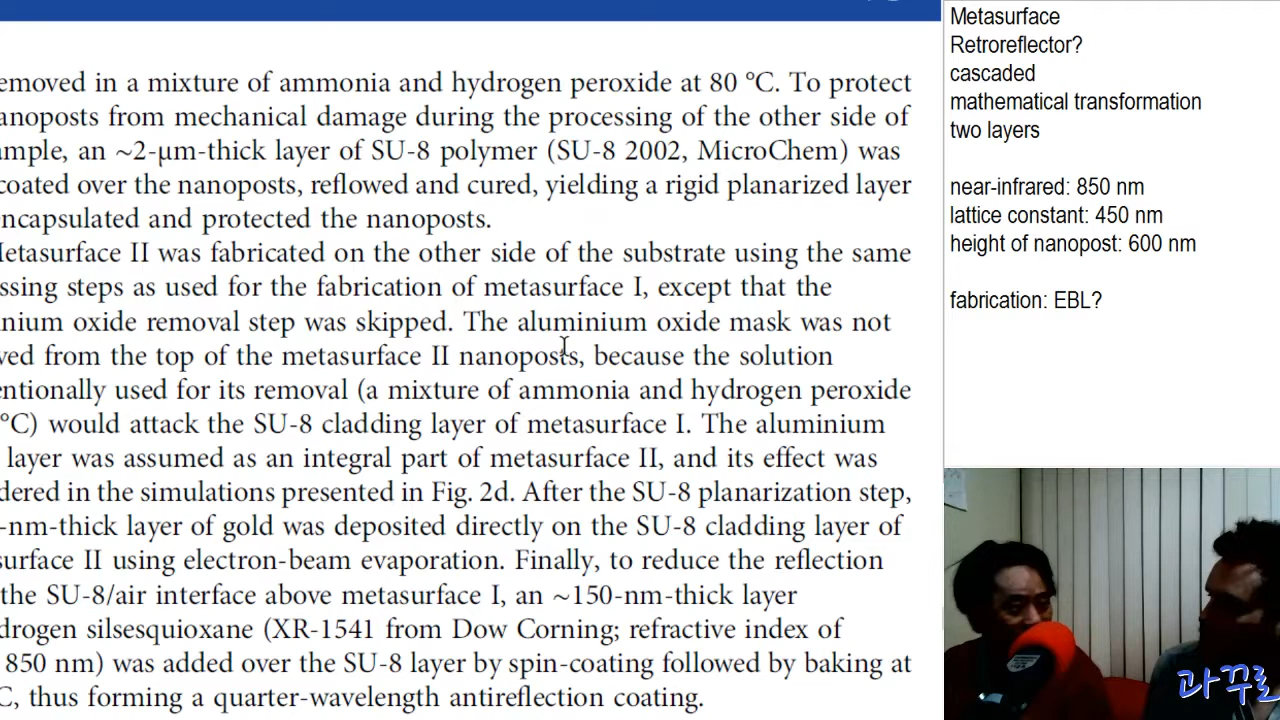 emoved in a mixture of ammonia and hydrogen peroxide at 80 °C. To protect
anoposts from mechanical damage during the processing of the other side of
mple, an ~2-μm-thick layer of SU-8 polymer (SU-8 2002, MicroChem) was
coated over the nanoposts, reflowed and cured, yielding a rigid planarized layer
ncapsulated and protected the nanoposts.
etasurface II was fabricated on the other side of the substrate using the same
ssing steps as used for the fabrication of metasurface I, except that the
nium oxide removal step was skipped. The aluminium oxide mask was not
ved from the top of the metasurface II nanoposts, because the solution
entionally used for its removal (a mixture of ammonia and hydrogen peroxide
°C) would attack the SU-8 cladding layer of metasurface I. The aluminium
layer was assumed as an integral part of metasurface II, and its effect was
dered in the simulations presented in Fig. 2d. After the SU-8 planarization step,
-nm-thick layer of gold was deposited directly on the SU-8 cladding layer of
surface II using electron-beam evaporation. Finally, to reduce the reflection
the SU-8/air interface above metasurface I, an ~150-nm-thick layer
drogen silsesquioxane (XR-1541 from Dow Corning; refractive index of
850 nm) was added over the SU-8 layer by spin-coating followed by baking at
C, thus forming a quarter-wavelength antireflection coating.
Metasurface
Retroreflector?
cascaded
mathematical transformation
two layers
near-infrared: 850 nm
lattice constant: 450 nm
height of nanopost: 600 nm
fabrication: EBL?
과꾸로